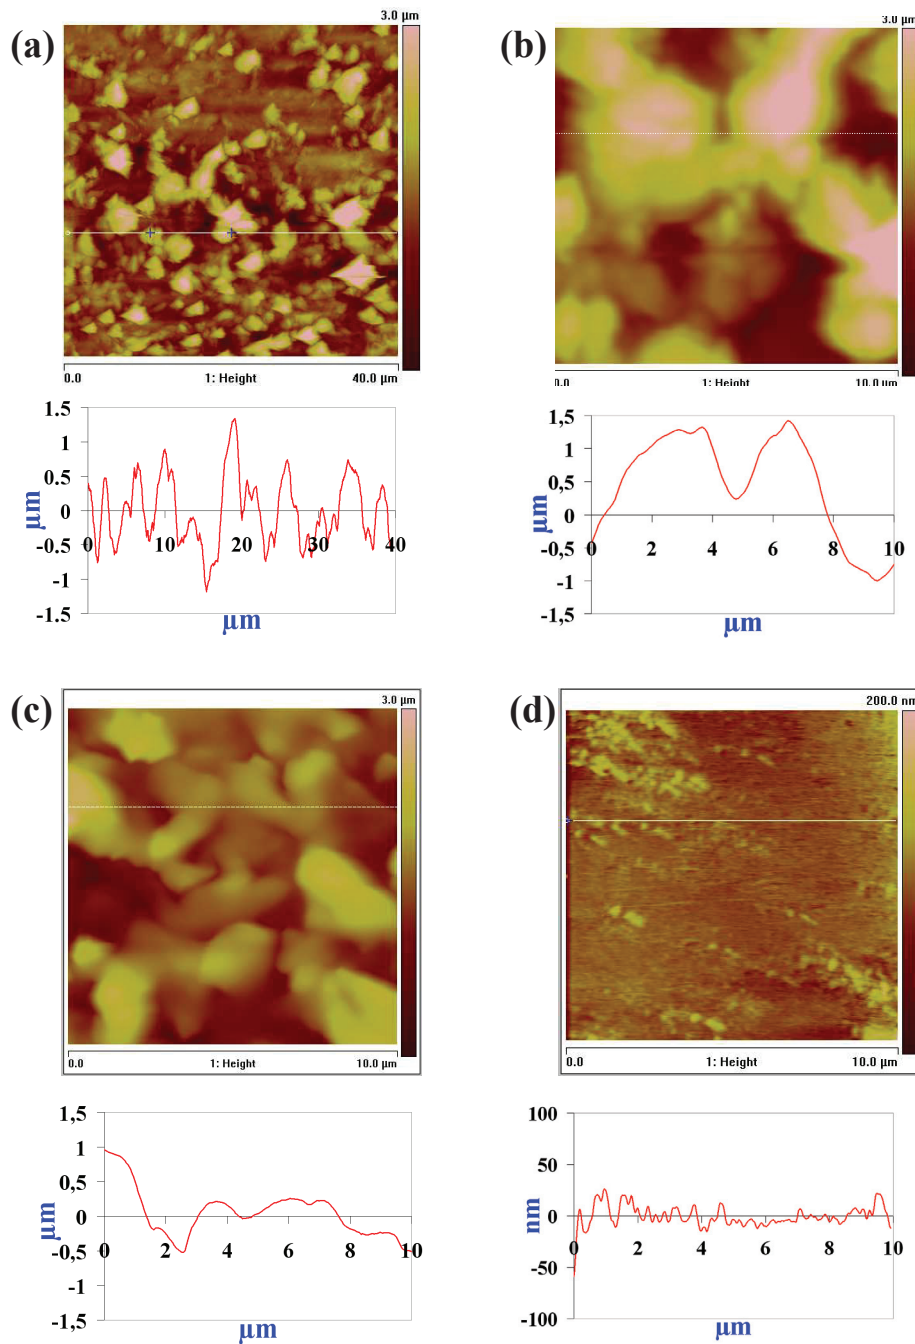 (a)
3.0 µm
0.0 1: Height 40.0 µm
1.5
1
0.5
0
-0.5
-1
-1.5
0 10 20 30 40
µm
µm
(b)
3.0 µm
0.0 1: Height 10.0 µm
1.5
1
0,5
0
-0.5
-1
-1.5
0 2 4 6 8 10
µm
µm
(c)
3.0 µm
0.0 1: Height 10.0 µm
1,5
1
0,5
0
-0,5
-1
-1,5
0 2 4 6 8 10
µm
µm
(d)
200.0 nm
0.0 1: Height 10.0 µm
100
50
0
-50
-100
0 2 4 6 8 10
nm
µm